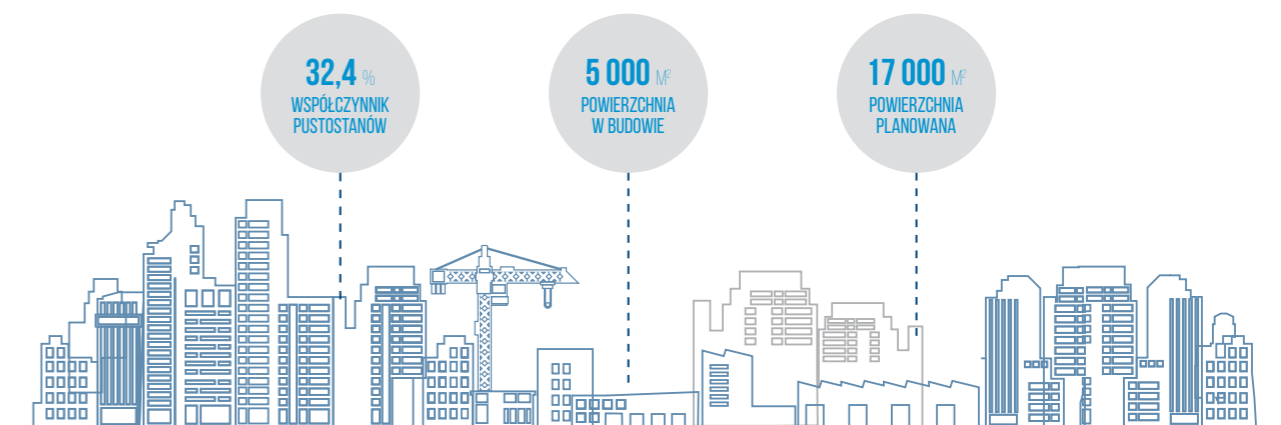 32,4 %
WSPÓŁCZYNNIK
PUSTOSTANÓW
5 000 M²
POWIERZCHNIA
W BUDOWIE
17 000 M²
POWIERZCHNIA
PLANOWANA